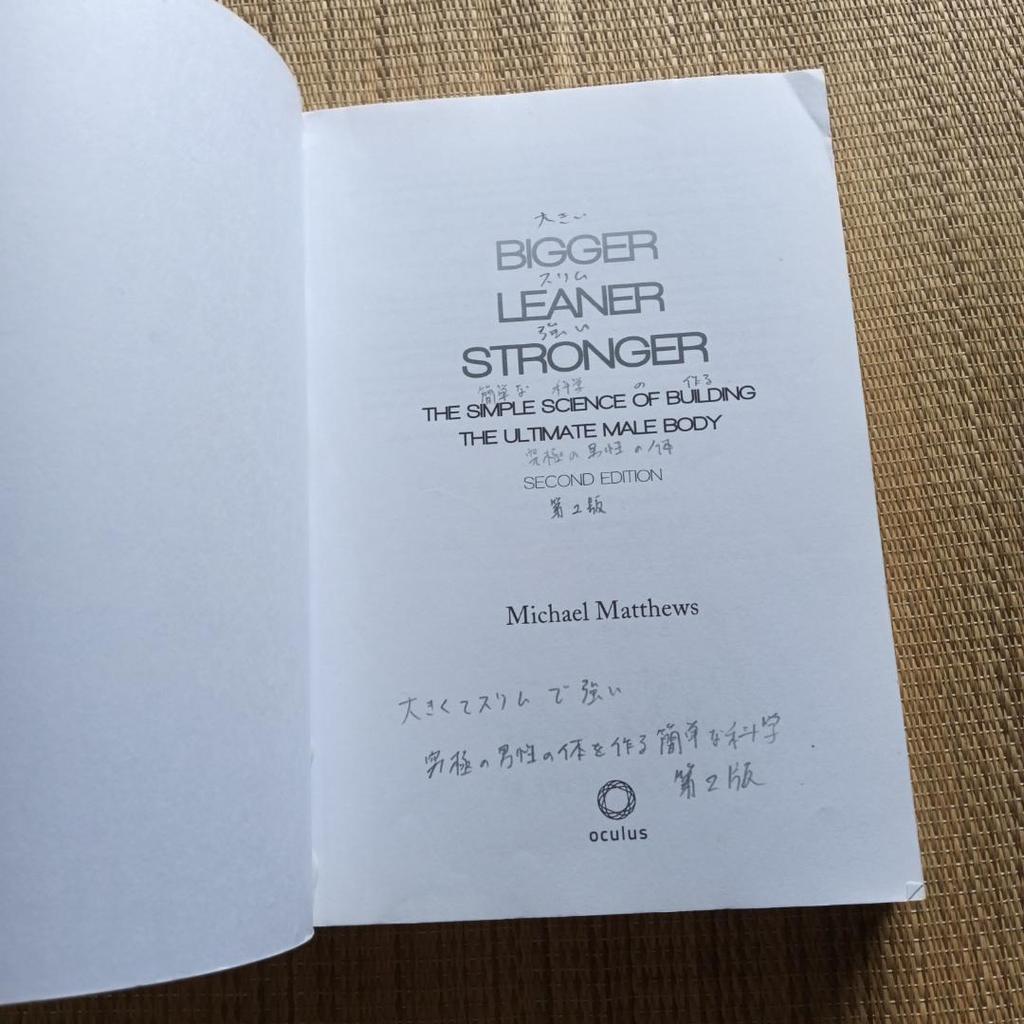 大きい
BIGGER
スリム
LEANER
強い
STRONGER
簡単な 科学 の 作る
THE SIMPLE SCIENCE OF BUILDING
THE ULTIMATE MALE BODY
究極の男性の体
SECOND EDITION
第2版
Michael Matthews
大きくてスリムで強い
究極の男性の体を作る簡単な科学
第2版
oculus